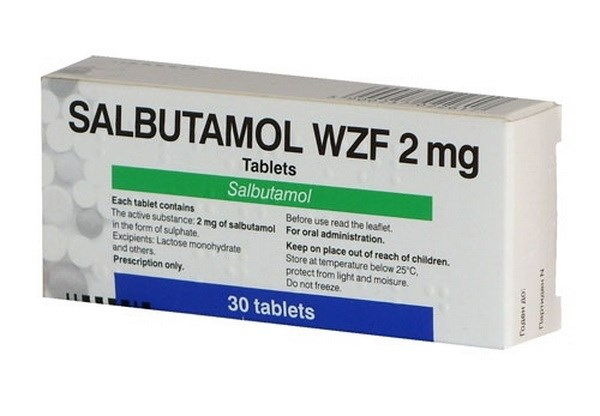 SALBUTAMOL WZF 2 mg
Tablets
Salbutamol
Each tablet contains
The active substance: 2 mg of salbutamol
in the form of sulphate.
Excipients: Lactose monohydrate
and others.
Prescription only.
Before use read the leaflet.
For oral administration.
Keep on place out of reach of children.
Store at temperature below 25°C,
protect from light and moisure.
Do not freeze.
30 tablets
Годен до:
Партиден N